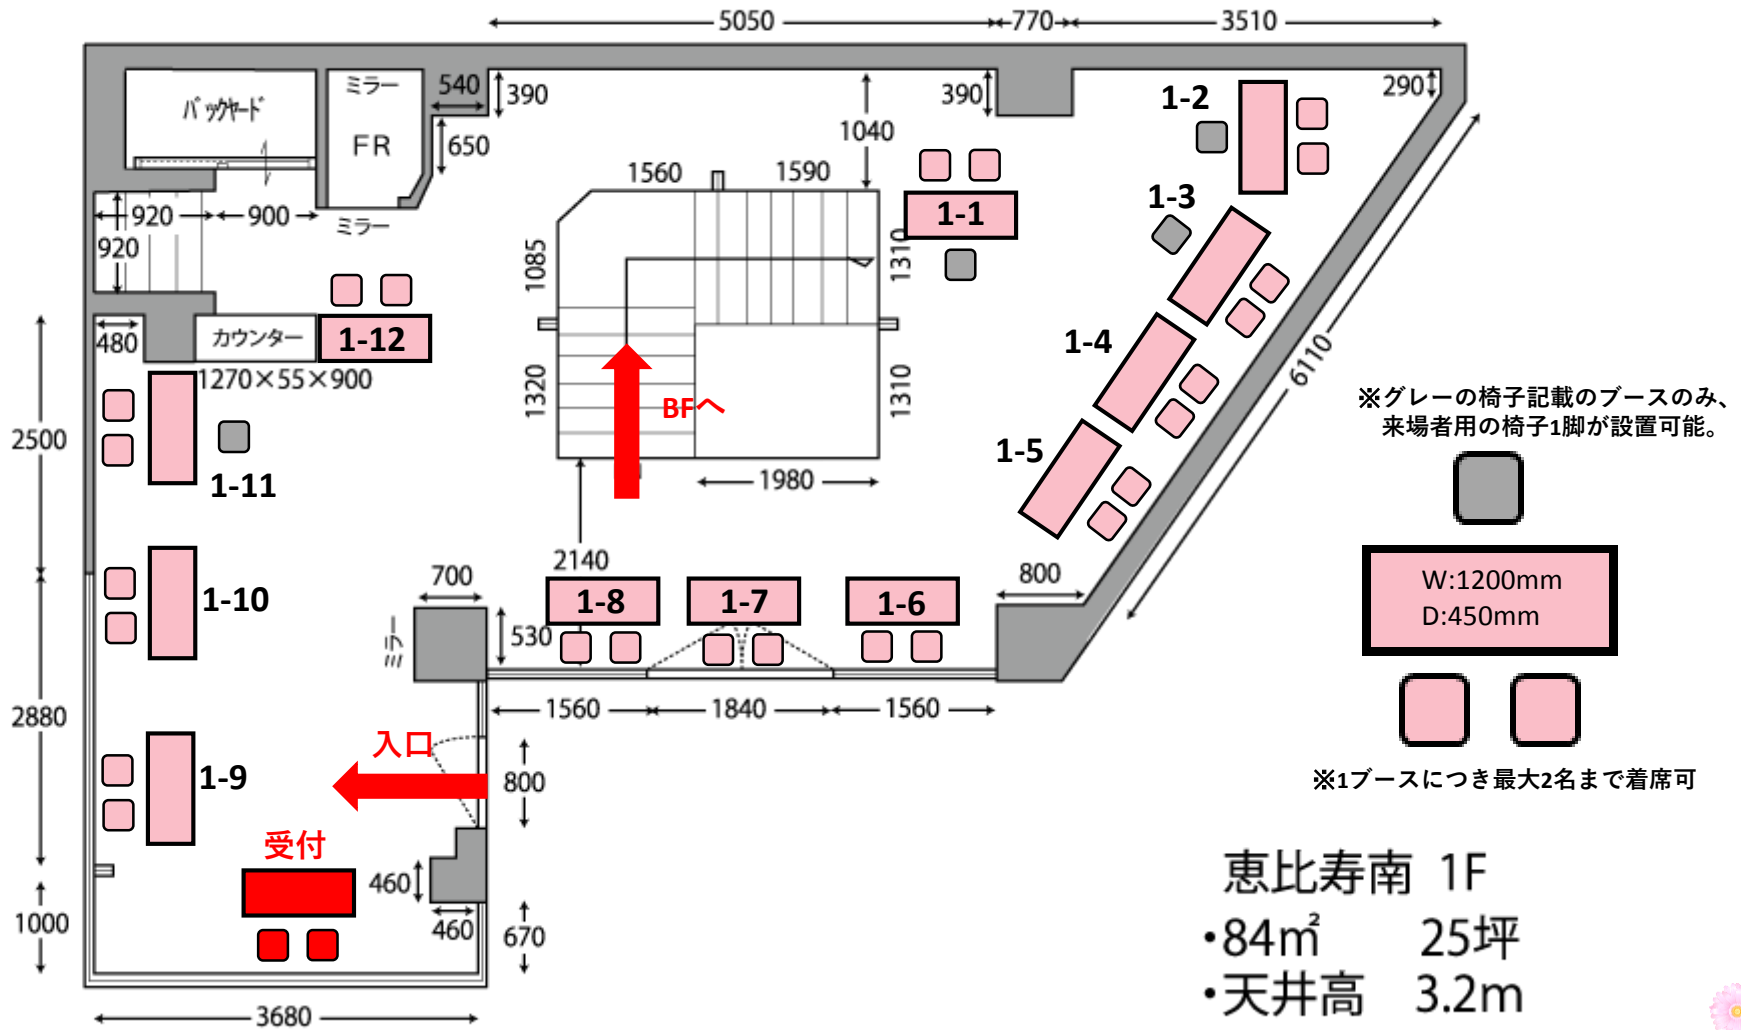 5050
770
3510
バックヤード
ミラー
FR
540
390
650
390
1040
290
1-2
1560
1590
1-1
1-3
920
900
ミラー
920
1085
1310
480
カウンター
1-12
1270×55×900
1-4
6110
1320
BFへ
1310
※グレーの椅子記載のブースのみ、
来場者用の椅子1脚が設置可能。
2500
1-11
1980
1-5
2140
700
800
1-10
1-8
1-7
1-6
W:1200mm
D:450mm
ミラー
530
1560
1840
1560
2880
入口
1-9
800
※1ブースにつき最大2名まで着席可
受付
460
1000
460
670
恵比寿南 1F
・84㎡ 25坪
・天井高 3.2m
3680